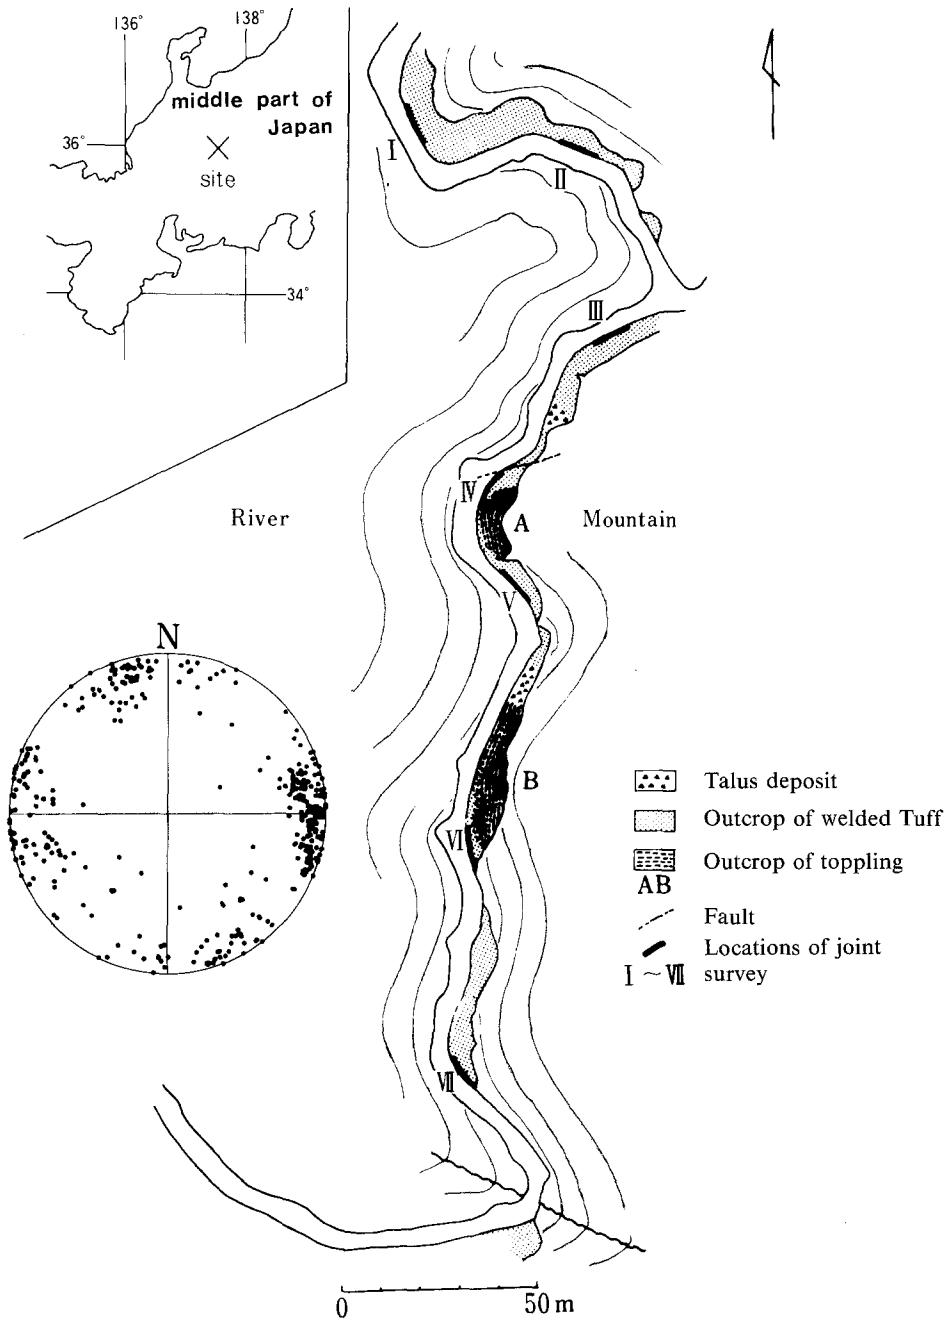 136°
138°
middle part of
Japan
36°
site
34°
I
II
III
IV
A
River
Mountain
V
N
B
VI
Talus deposit
Outcrop of welded Tuff
Outcrop of toppling
AB
Fault
Locations of joint
I ~ VII survey
VII
0 50 m